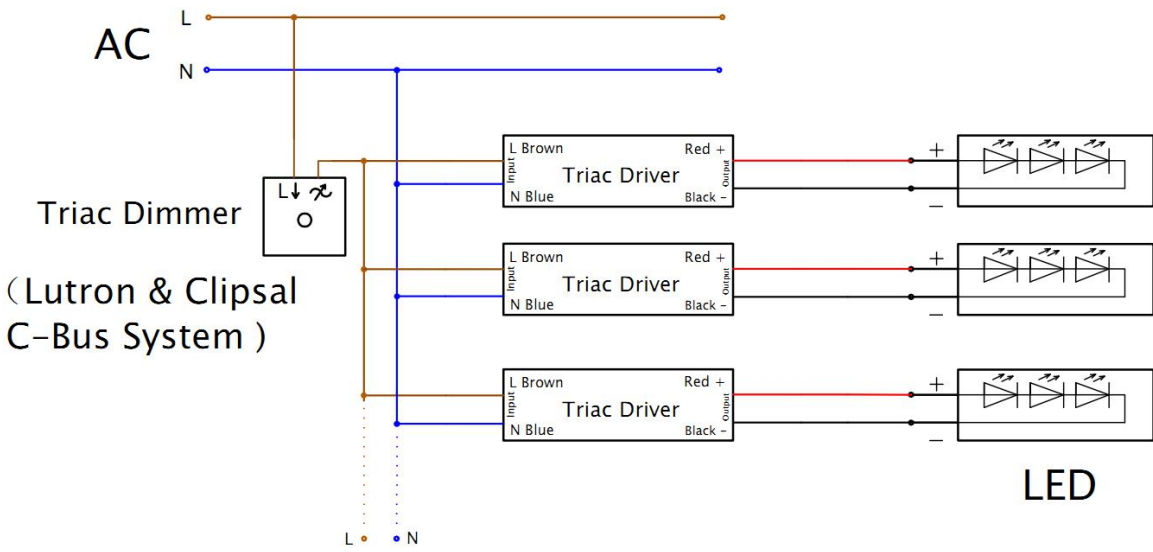 L
AC
N
L Brown
Red +
Input
Triac Driver
Output
N Blue
Black -
+
−
L
Triac Dimmer
（Lutron & Clipsal
C-Bus System )
L Brown
Red +
Input
Triac Driver
Output
N Blue
Black -
+
−
L Brown
Red +
Input
Triac Driver
Output
N Blue
Black -
+
−
LED
L
N